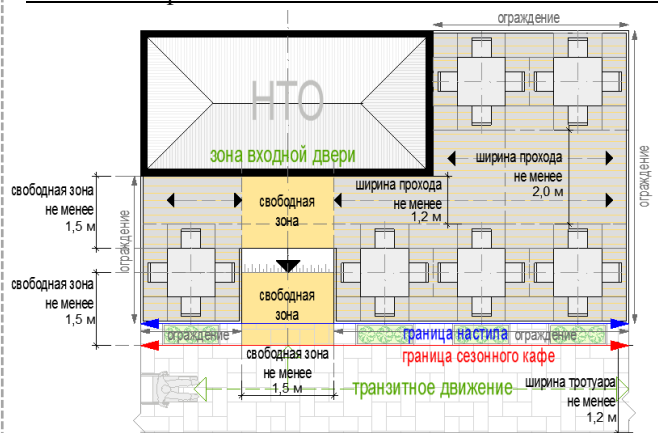 ограждение
НТО
зона входной двери
ширина прохода
не менее
2,0 м
свободная зона
не менее
1,5 м
свободная
зона
ширина прохода
не менее
1,2 м
ограждение
ограждение
свободная зона
не менее
1,5 м
свободная
зона
граница настила
ограждение
ограждение
граница сезонного кафе
свободная зона
не менее
1,5 м
транзитное движение
ширина тротуара
не менее
1,2 м